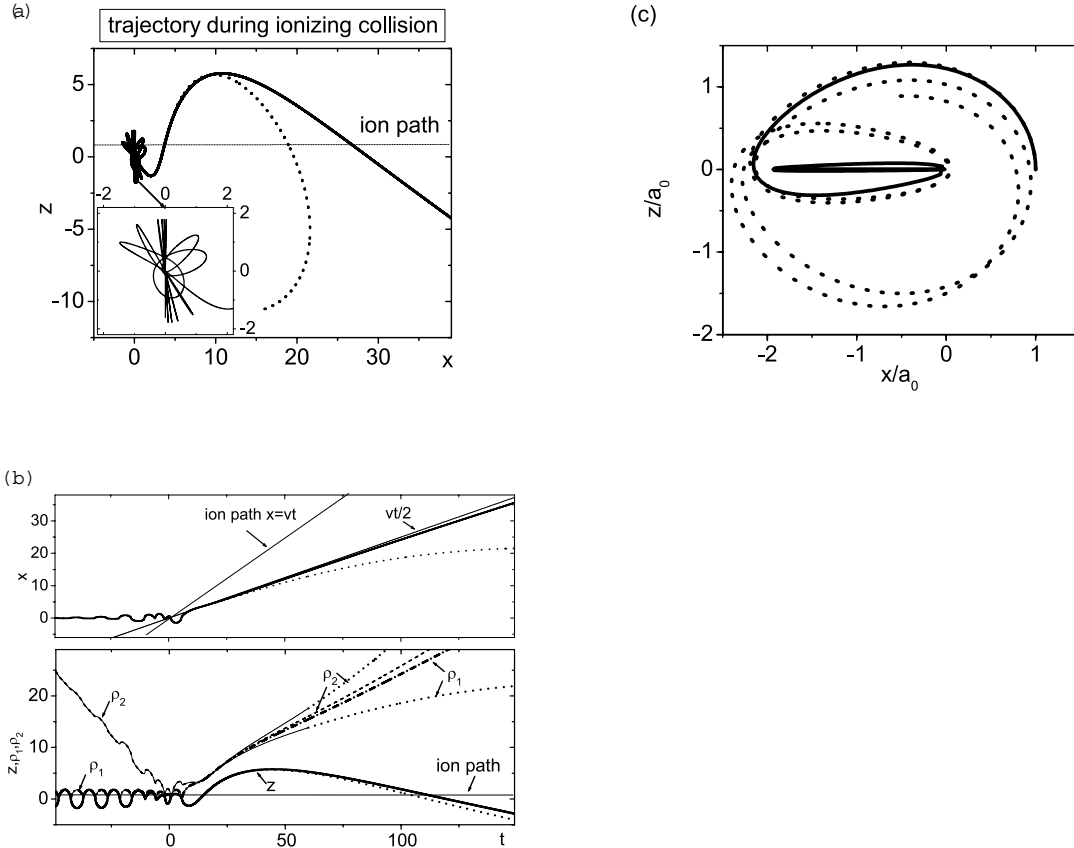 (a)
trajectory during ionizing collision
5
0
-5
-10
z
ion path
-2 0 2
2
0
-2
0 10 20 30 x
(c)
1
0
-1
-2
z/a₀
-2 -1 0 1
x/a₀
(b)
30
20
10
0
x
ion path x=vt
vt/2
20
10
0
z,ρ₁,ρ₂
ρ₂
ρ₁
ρ₂
ρ₁
ion path
z
0 50 100 t